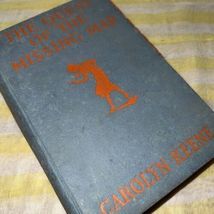 THE QUEST
OF THE
MISSING MAP
CAROLYN KEENE